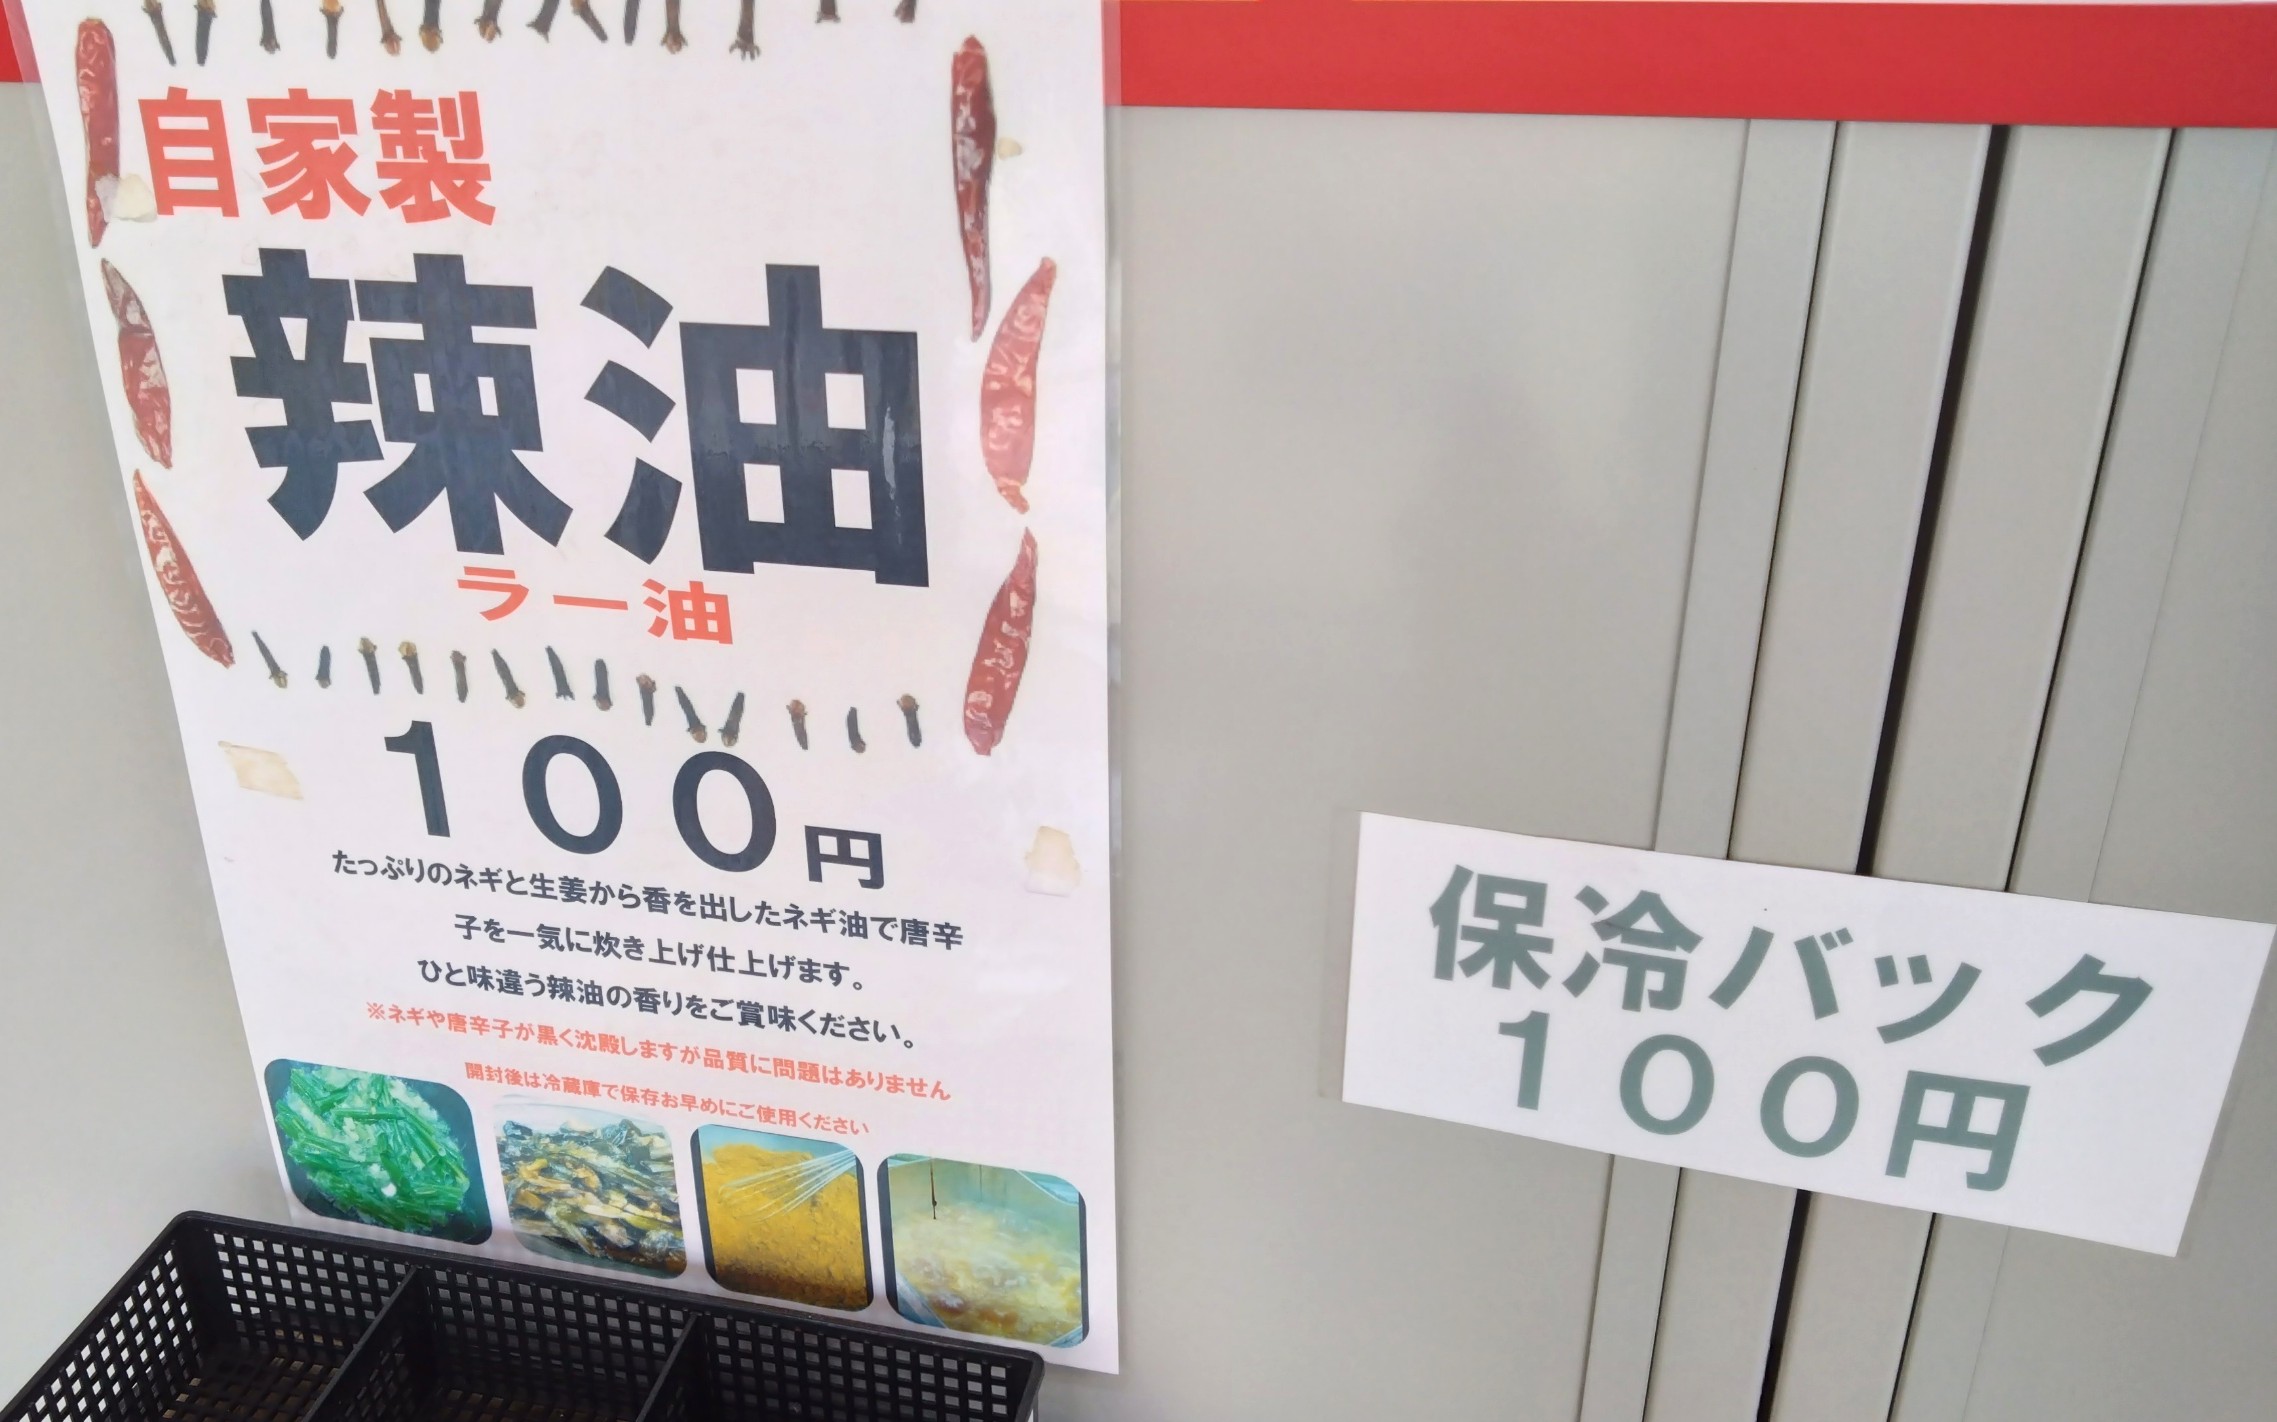 自家製
辣油
ラー油
100円
たっぷりのネギと生姜から香を出したネギ油で唐辛
子を一気に炊き上げ仕上げます。
ひと味違う辣油の香りをご賞味ください。
※ネギや唐辛子が黒く沈殿しますが品質に問題はありません
開封後は冷蔵庫で保存お早めにご使用ください
保冷バック
100円